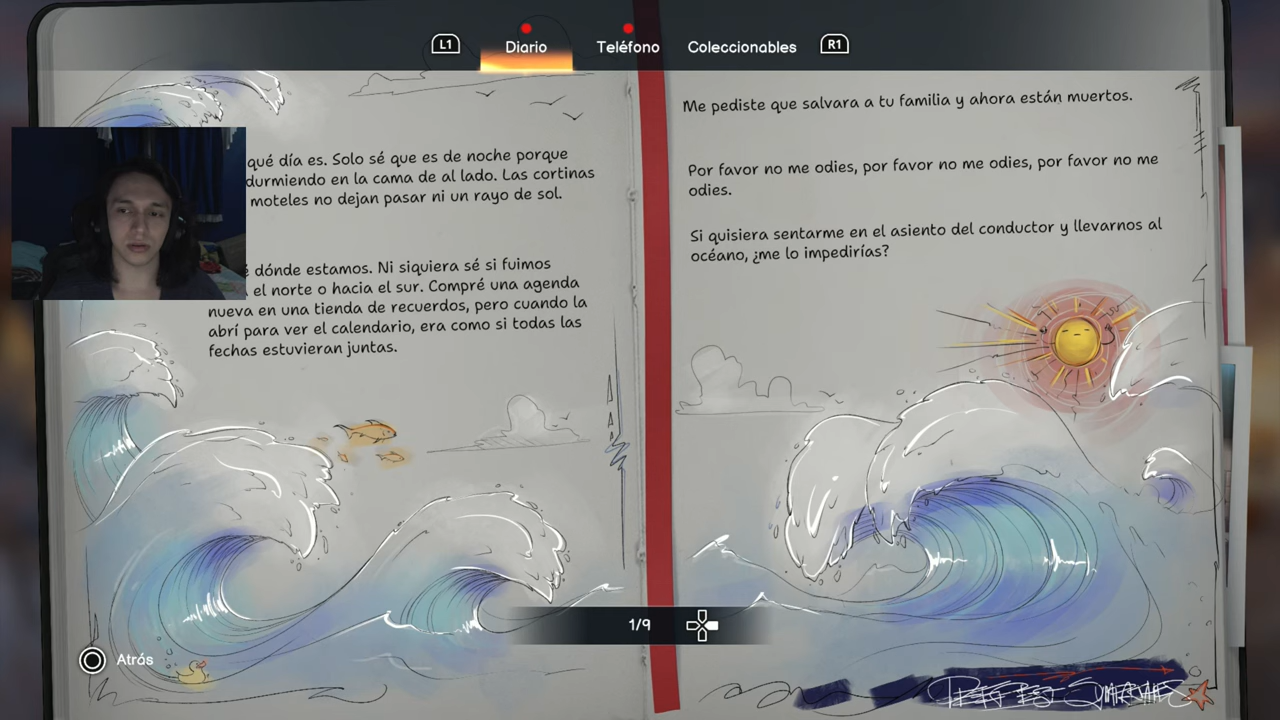 L1 Diario Teléfono Coleccionables R1
qué día es. Solo sé que es de noche porque
durmiendo en la cama de al lado. Las cortinas
moteles no dejan pasar ni un rayo de sol.
dónde estamos. Ni siquiera sé si fuimos
el norte o hacia el sur. Compré una agenda
nueva en una tienda de recuerdos, pero cuando la
abrí para ver el calendario, era como si todas las
fechas estuvieran juntas.
Me pediste que salvara a tu familia y ahora están muertos.
Por favor no me odies, por favor no me odies, por favor no me
odies.
Si quisiera sentarme en el asiento del conductor y llevarnos al
océano, ¿me lo impedirías?
1/9
Atrás